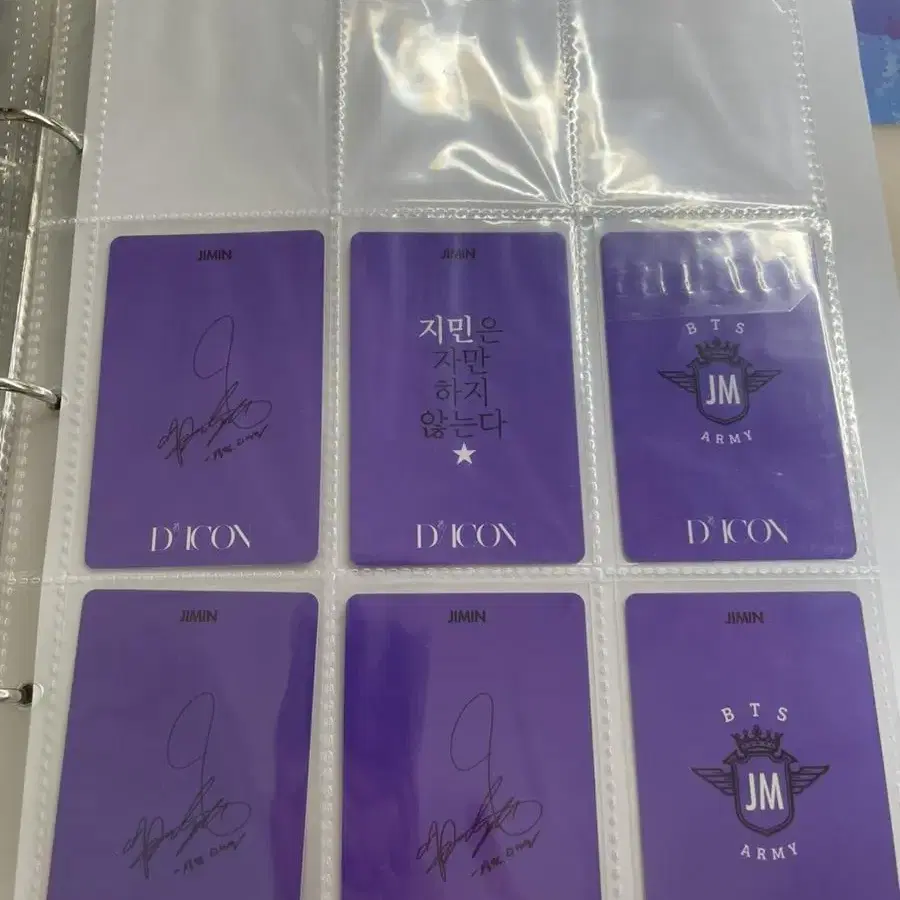 JIMIN
D'ICON
JIMIN
지민은
자만
하지
않는다
D'ICON
BTS
JM
ARMY
D'ICON
JIMIN
JIMIN
JIMIN
BTS
JM
ARMY